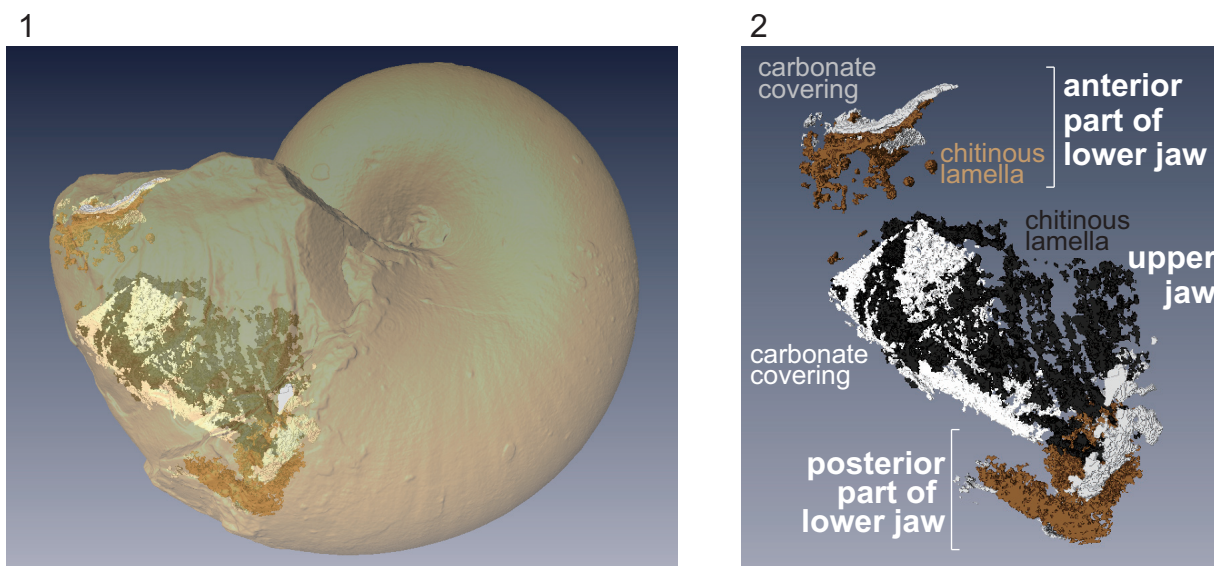 1
2
carbonate
covering
anterior
part of
lower jaw
chitinous
lamella
chitinous
lamella
upper
jaw
carbonate
covering
posterior
part of
lower jaw